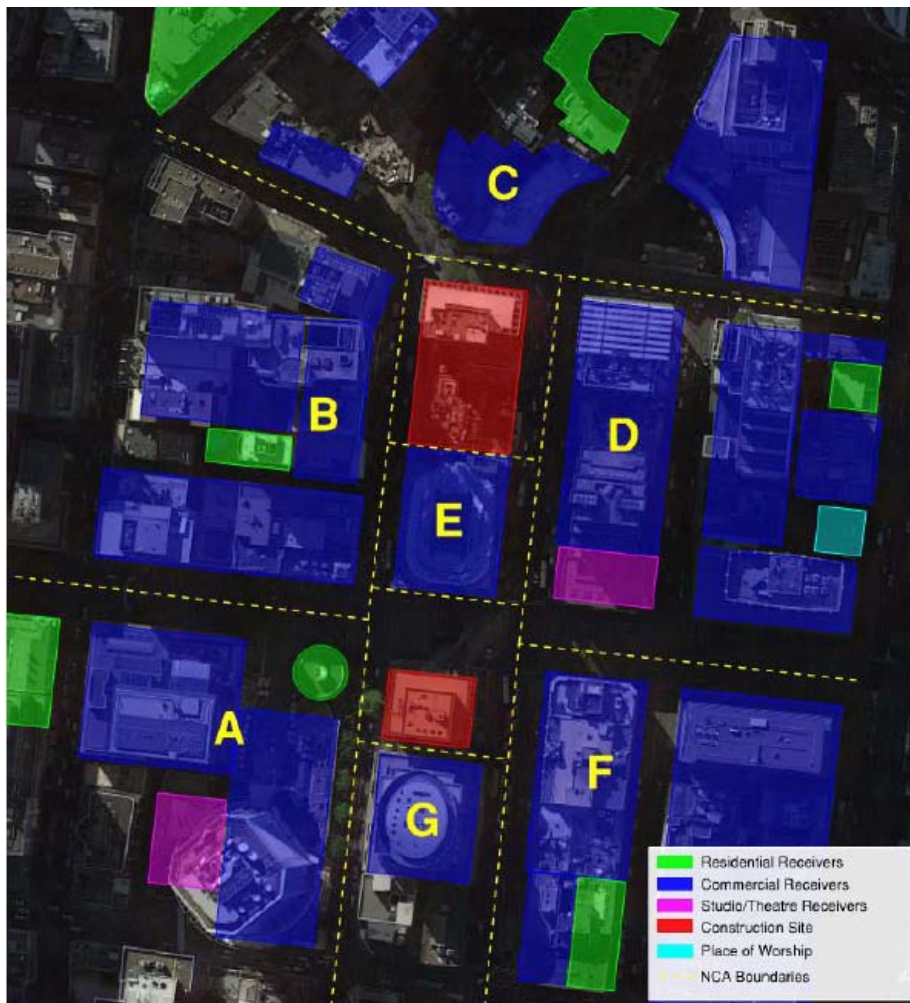 C
B
D
E
A
F
G
Residential Receivers
Commercial Receivers
Studio/Theatre Receivers
Construction Site
Place of Worship
NCA Boundaries